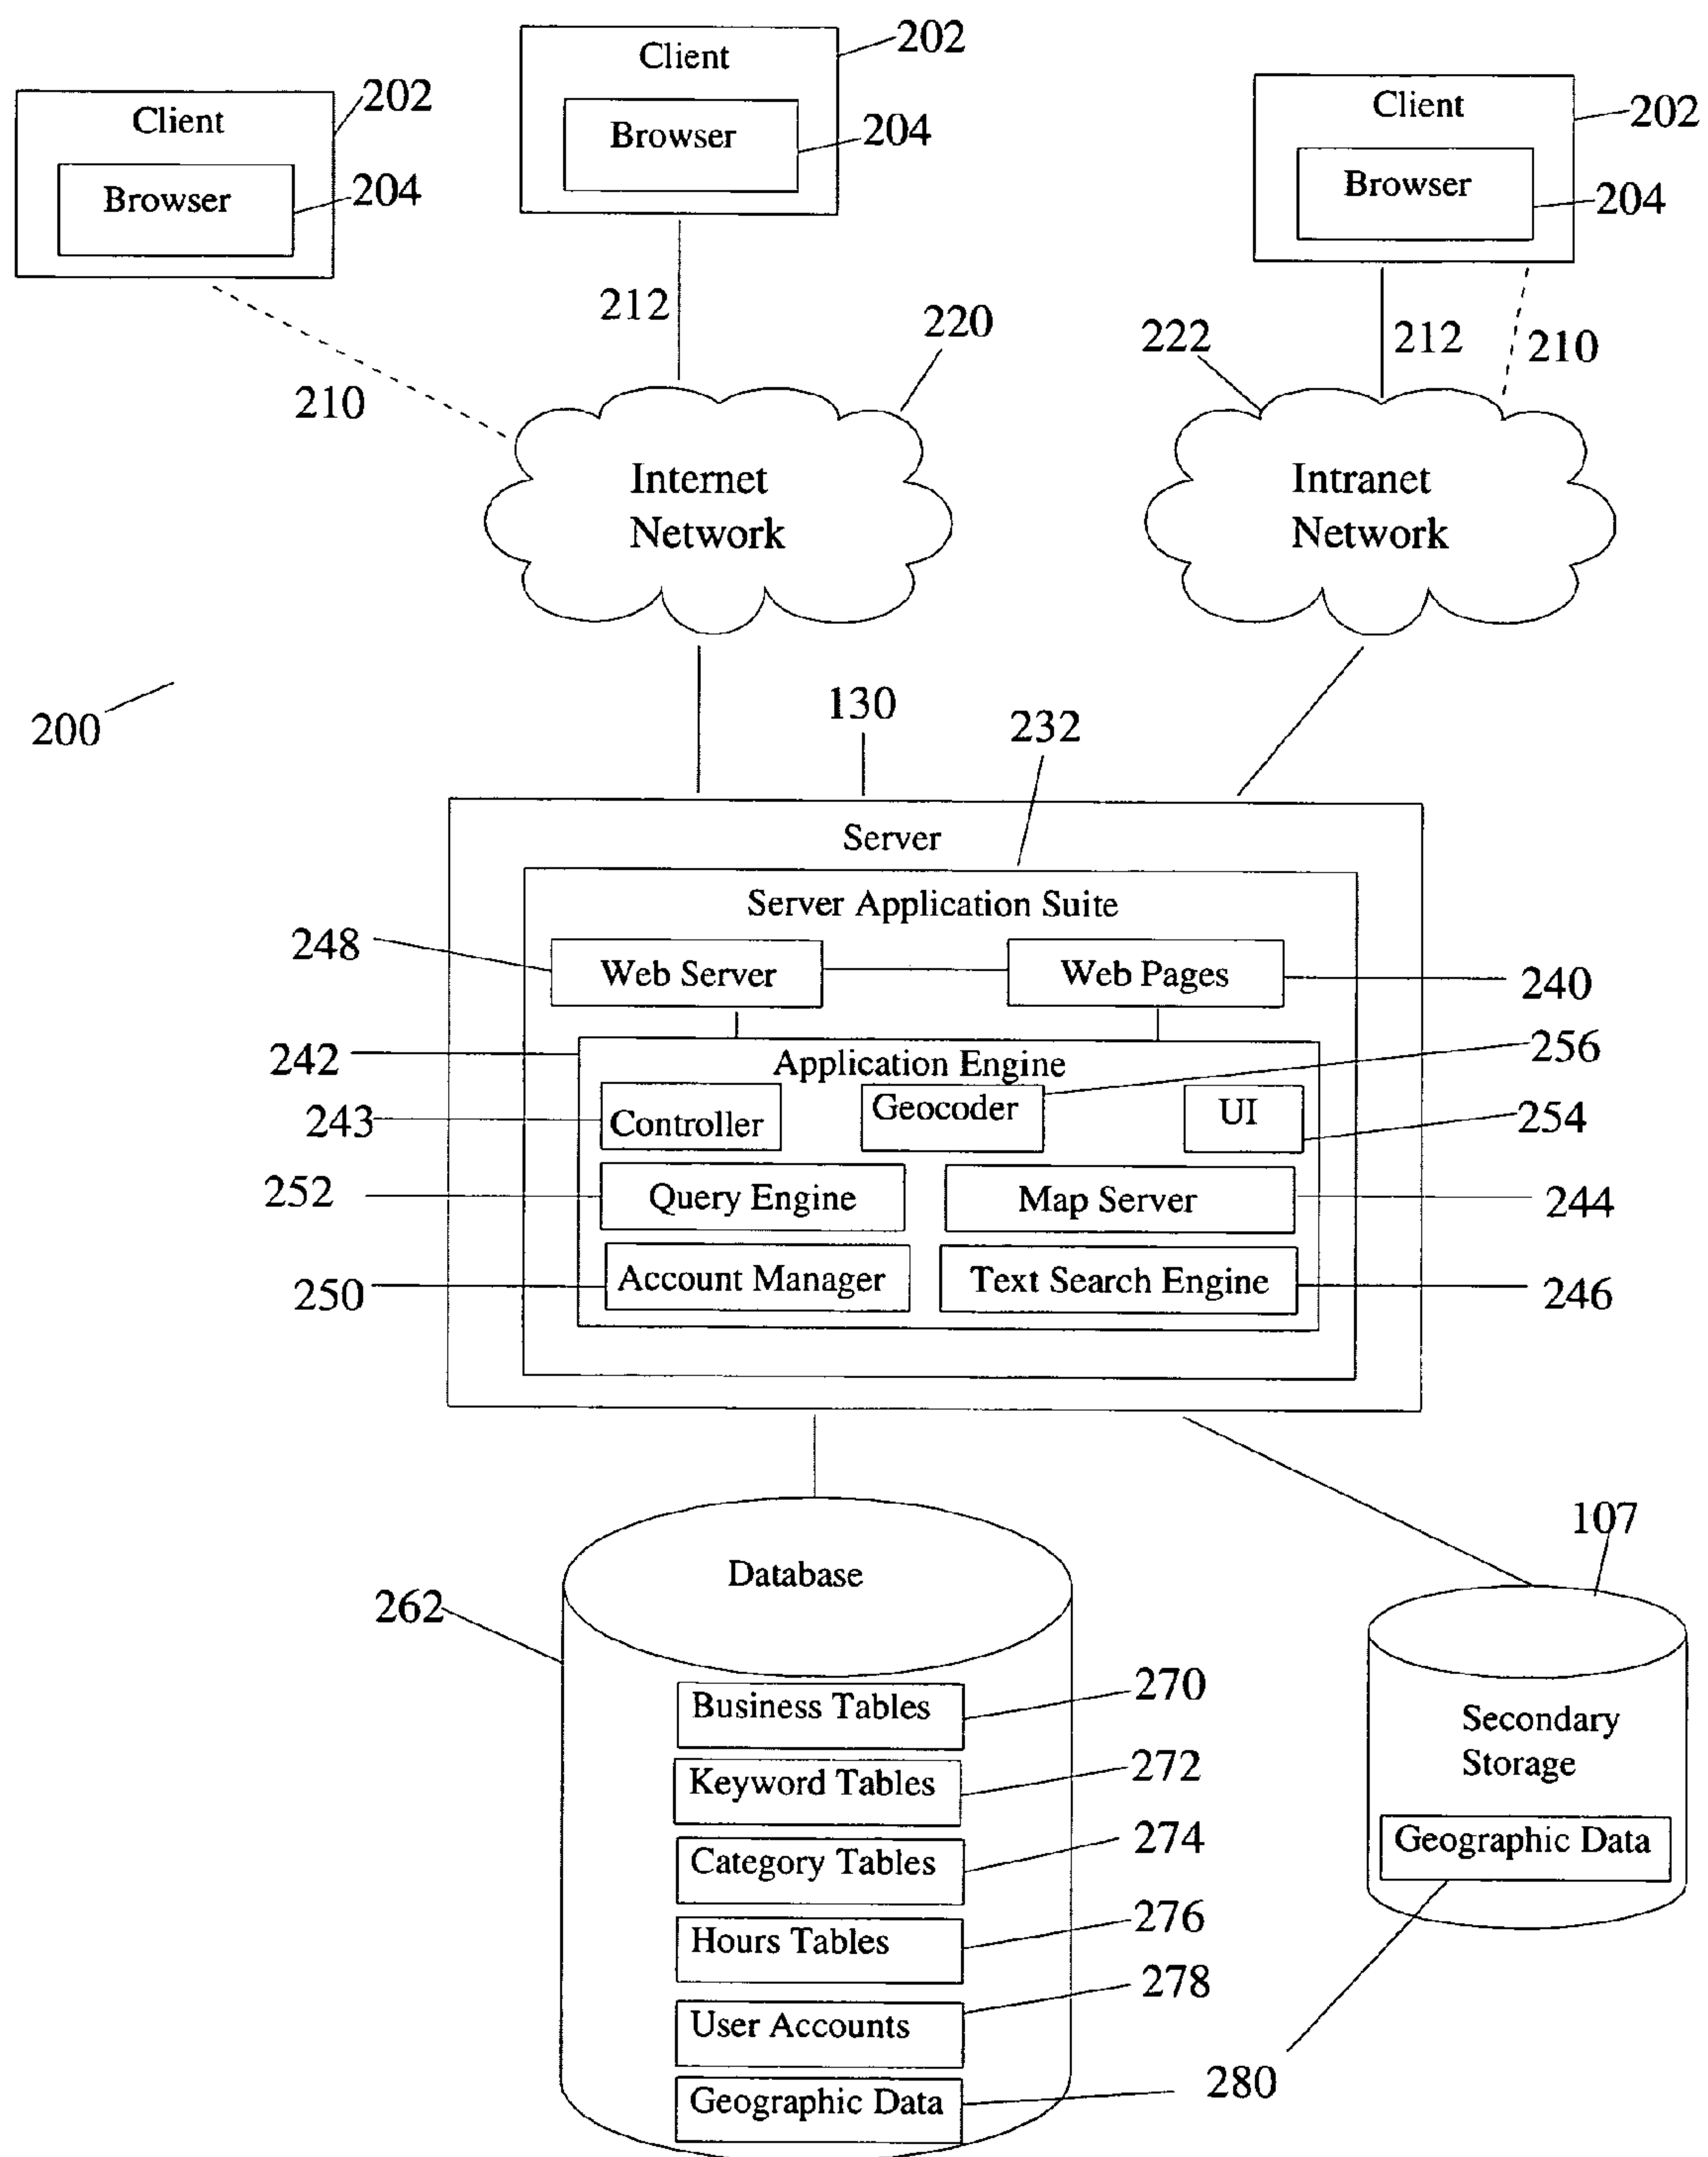 Client
202
Browser
204
Client
202
Browser
204
Client
202
Browser
204
212
220
222
212
210
210
Internet
Network
Intranet
Network
200
130
232
Server
Server Application Suite
248
Web Server
Web Pages
240
242
Application Engine
256
243
Controller
Geocoder
UI
254
252
Query Engine
Map Server
244
250
Account Manager
Text Search Engine
246
107
Database
262
270
Business Tables
Secondary
Storage
272
Keyword Tables
274
Category Tables
Geographic Data
276
Hours Tables
278
User Accounts
280
Geographic Data